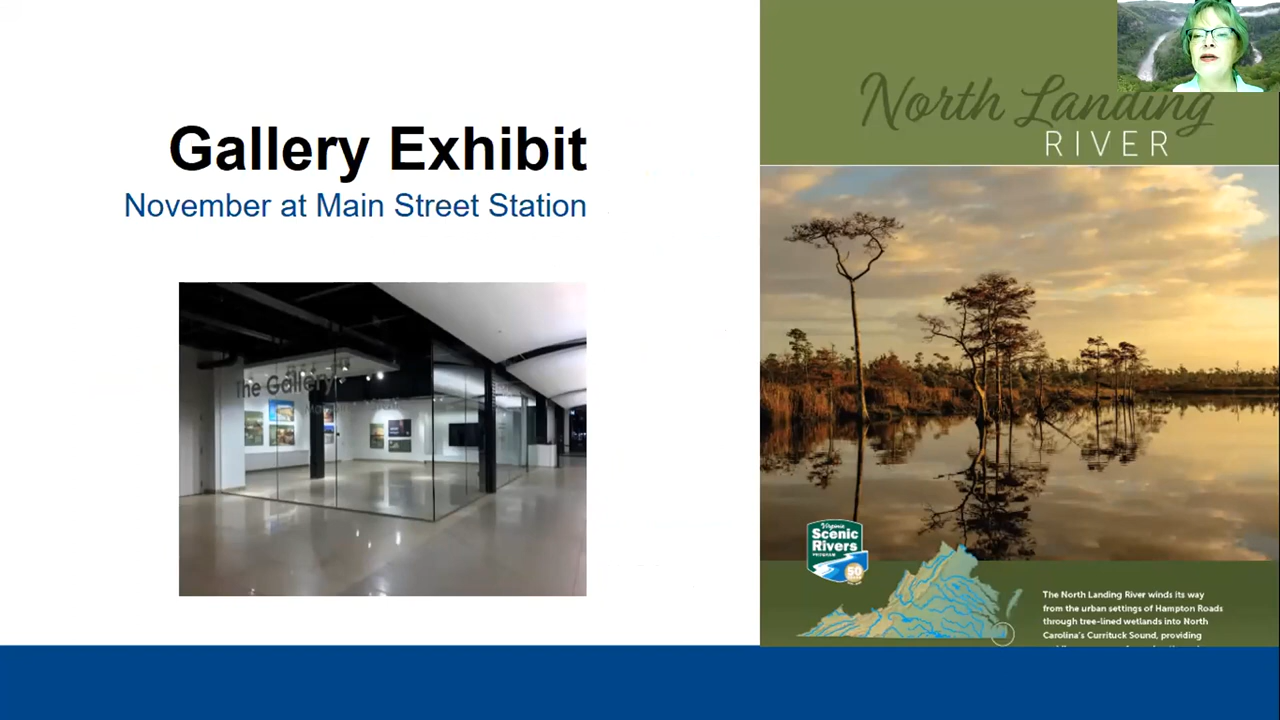 Gallery Exhibit
November at Main Street Station
The Gallery
North Landing
RIVER
Virginia
Scenic
Rivers
PROGRAM
50
The North Landing River winds its way
from the urban settings of Hampton Roads
through tree-lined wetlands into North
Carolina's Currituck Sound, providing